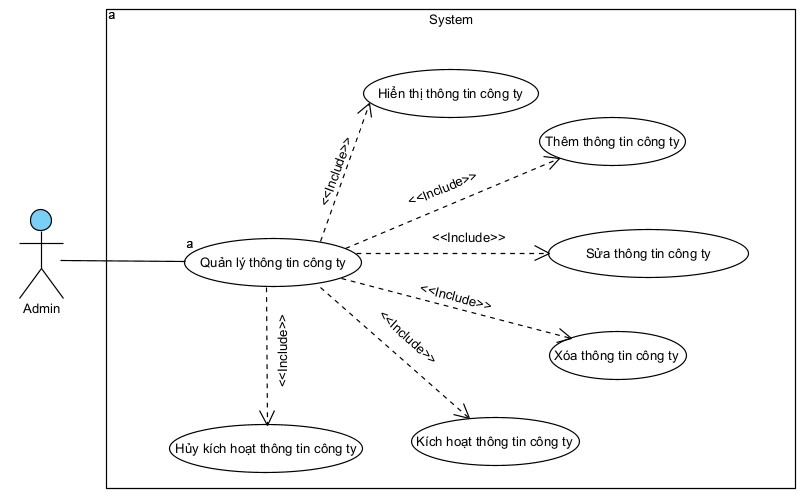 a
System
Hiển thị thông tin công ty
Thêm thông tin công ty
<<Include>>
<<Include>>
<<Include>>
a
Quản lý thông tin công ty
Sửa thông tin công ty
Admin
<<Include>>
<<Include>>
<<Include>>
Xóa thông tin công ty
Kích hoạt thông tin công ty
Hủy kích hoạt thông tin công ty